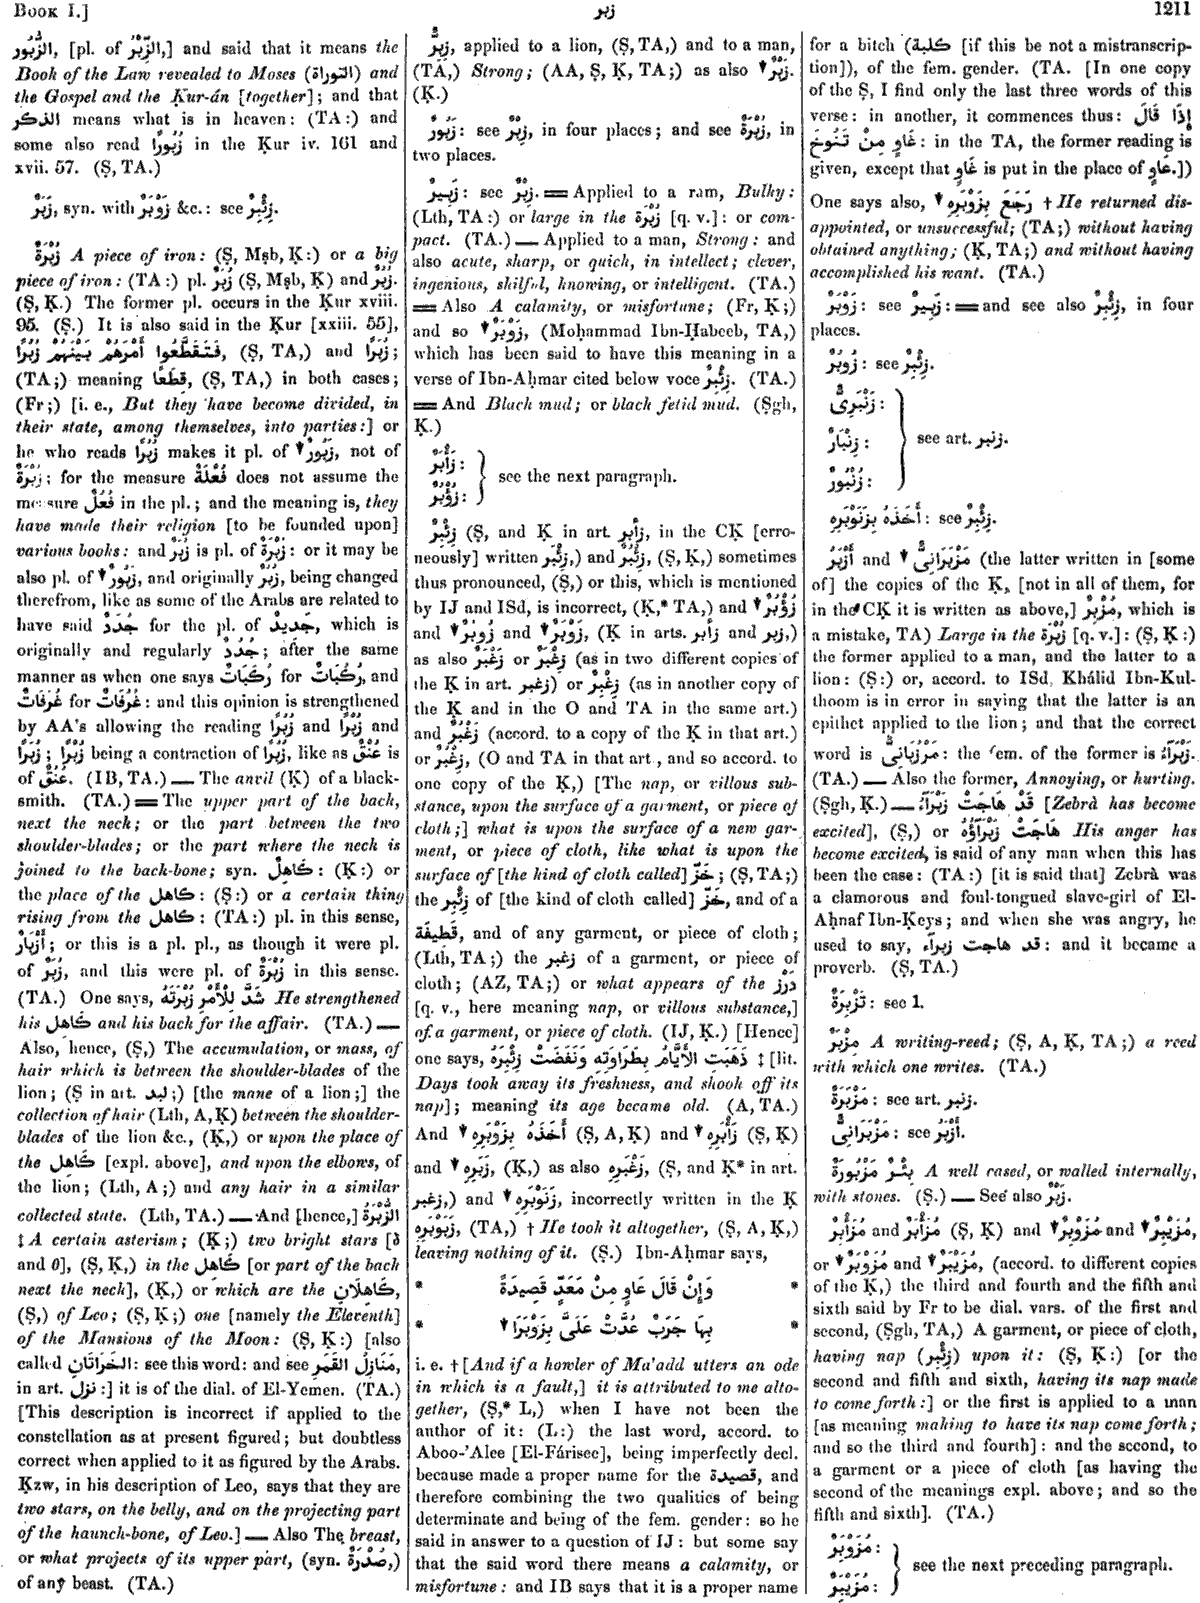 BOOK I.] زبر 1211
الزُّبُور, [pl. of الزِّبْرُ,] and said that it means the
Book of the Law revealed to Moses (التوراة) and
the Gospel and the Ḳur-án [together]; and that
الذكر means what is in heaven: (TA:) and
some also read زُبُورًا in the Ḳur iv. 161 and
xvii. 57. (Ṣ, TA.)
زَبَرٌ, syn. with زَوْبَرٌ &c.: see زِئْبِرٌ.
زُبْرَةٌ A piece of iron: (Ṣ, Mṣb, Ḳ:) or a big
piece of iron: (TA:) pl. زُبَرٌ (Ṣ, Mṣb, Ḳ) and زُبُرٌ.
(Ṣ, Ḳ.) The former pl. occurs in the Ḳur xviii.
95. (Ṣ.) It is also said in the Ḳur [xxiii. 55],
فَتَقَطَّعُوا أَمْرَهُمْ بَيْنَهُمْ زُبُرًا, (Ṣ, TA,) and زُبَرًا;
(TA;) meaning قِطَعًا, (Ṣ, TA,) in both cases;
(Fr;) [i. e., But they have become divided, in
their state, among themselves, into parties:] or
he who reads زُبُرًا makes it pl. of زَبُورٌ, not of
زُبْرَةٌ; for the measure فُعْلَةٌ does not assume the
measure فُعُلٌ in the pl.; and the meaning is, they
have made their religion [to be founded upon]
various books: and زُبَرٌ is pl. of زُبْرَةٌ: or it may be
also pl. of زَبُورٌ, and originally زُبُرٌ, being changed
therefrom, like as some of the Arabs are related to
have said جُدَدٌ for the pl. of جَدِيدٌ, which is
originally and regularly جُدُدٌ; after the same
manner as when one says رُكَبَاتٌ for رُكُبَاتٌ, and
غُرَفَاتٌ for غُرُفَاتٌ: and this opinion is strengthened
by AA's allowing the reading زُبُرًا and زُبَرًا and
زُبْرًا; زُبْرًا being a contraction of زُبُرًا, like as عُنْقٌ is
of عُنُقٌ. (IB, TA.) — The anvil (Ḳ) of a black-
smith. (TA.) = The upper part of the back,
next the neck; or the part between the two
shoulder-blades; or the part where the neck is
joined to the back-bone; syn. كَاهِلٌ: (Ḳ:) or
the place of the كاهل: (Ṣ:) or a certain thing
rising from the كاهل: (TA:) pl. in this sense,
أَزْبَارٌ; or this is a pl. pl., as though it were pl.
of زُبَرٌ, and this were pl. of زُبْرَةٌ in this sense.
(TA.) One says, شَدَّ لِلْأَمْرِ زُبْرَتَهُ He strengthened
his كاهل and his back for the affair. (TA.) —
Also, hence, (Ṣ,) The accumulation, or mass, of
hair which is between the shoulder-blades of the
lion; (Ṣ in art. لبد;) [the mane of a lion;] the
collection of hair (Lth, A, Ḳ) between the shoulder-
blades of the lion &c., (Ḳ,) or upon the place of
the كاهل [expl. above], and upon the elbows, of
the lion; (Lth, A;) and any hair in a similar
collected state. (Lth, TA.) — And [hence,] الزُّبْرَةُ
‡ A certain asterism; (Ḳ;) two bright stars [δ
and θ], (Ṣ, Ḳ,) in the كاهل [or part of the back
next the neck], (Ḳ,) or which are the كَاهِلَانِ,
(Ṣ,) of Leo; (Ṣ, Ḳ;) one [namely the Eleventh]
of the Mansions of the Moon: (Ṣ, Ḳ:) [also
called الخَرَاتَانِ: see this word: and see مَنَازِلُ القَمَرِ,
in art. نزل:] it is of the dial. of El-Yemen. (TA.)
[This description is incorrect if applied to the
constellation as at present figured; but doubtless
correct when applied to it as figured by the Arabs.
Ḳzw, in his description of Leo, says that they are
two stars, on the belly, and on the projecting part
of the haunch-bone, of Leo.] — Also The breast,
or what projects of its upper part, (syn. صُدْرَةٌ,)
of any beast. (TA.)
زِبِرٌّ, applied to a lion, (Ṣ, TA,) and to a man,
(TA,) Strong; (AA, Ṣ, Ḳ, TA;) as also زِبْرٌ.
(Ḳ.)
زَبُورٌ: see زِبْرٌ, in four places; and see زُبْرَةٌ, in
two places.
زَبِيرٌ: see زِبْرٌ. = Applied to a ram, Bulky:
(Lth, TA:) or large in the زُبْرَة [q. v.]: or com-
pact. (TA.) — Applied to a man, Strong: and
also acute, sharp, or quick, in intellect; clever,
ingenious, skilful, knowing, or intelligent. (TA.)
= Also A calamity, or misfortune; (Fr, Ḳ;)
and so زَوْبَرٌ, (Moḥammad Ibn-Ḥabeeb, TA,)
which has been said to have this meaning in a
verse of Ibn-Aḥmar cited below voce زِئْبِرٌ. (TA.)
= And Black mud; or black fetid mud. (Ṣgh,
Ḳ.)
زَأْبَرٌ:
زُؤْبُرٌ: see the next paragraph.
زِئْبِرٌ (Ṣ, and Ḳ in art. زأبر, in the CḲ [erro-
neously] written زِئْبَر,) and زِئْبُرٌ, (Ṣ, Ḳ,) sometimes
thus pronounced, (Ṣ,) or this, which is mentioned
by IJ and ISd, is incorrect, (Ḳ,* TA,) and زُؤْبُرٌ
and زُوبُرٌ and زَوْبَرٌ, (Ḳ in arts. زأبر and زبر,)
as also زَغْبَرٌ or زِغْبَرٌ (as in two different copies of
the Ḳ in art. زغبر) or زِغْبِرٌ (as in another copy of
the Ḳ and in the O and TA in the same art.)
and زَغْبُرٌ (accord. to a copy of the Ḳ in that art.)
or زِغْبُرٌ, (O and TA in that art., and so accord. to
one copy of the Ḳ,) [The nap, or villous sub-
stance, upon the surface of a garment, or piece of
cloth;] what is upon the surface of a new gar-
ment, or piece of cloth, like what is upon the
surface of [the kind of cloth called] خَزّ; (Ṣ, TA;)
the زِئْبِر of [the kind of cloth called] خَزّ, and of a
قَطِيفَة, and of any garment, or piece of cloth;
(Lth, TA;) the زغبر of a garment, or piece of
cloth; (AZ, TA;) or what appears of the دَرْز
[q. v., here meaning nap, or villous substance,]
of a garment, or piece of cloth. (IJ, Ḳ.) [Hence]
one says, ذَهَبَتِ الأَيَّامُ بِطَرَاوَتِهِ وَنَفَضَتْ زِئْبِرَهُ ‡ [lit.
Days took away its freshness, and shook off its
nap]; meaning its age became old. (A, TA.)
And أَخَذَهُ بِزَوْبَرِهِ (Ṣ, A, Ḳ) and زَأْبَرِهِ (Ṣ, Ḳ)
and زَبَرِهِ, (Ḳ,) as also زَغْبَرِهِ, (Ṣ, and Ḳ* in art.
زغبر,) and زَنَوْبَرِهِ, incorrectly written in the Ḳ
زَبَوْبَرِهِ, (TA,) † He took it altogether, (Ṣ, A, Ḳ,)
leaving nothing of it. (Ṣ.) Ibn-Aḥmar says,
* وَإِنْ قَالَ عَاوٍ مِنْ مَعَدٍّ قَصِيدَةً *
* بِهَا جَرَبٌ عُدَّتْ عَلَىَّ بِزَوْبَرَا *
i. e. † [And if a howler of Ma'add utters an ode
in which is a fault,] it is attributed to me alto-
gether, (Ṣ,* L,) when I have not been the
author of it: (L:) the last word, accord. to
Aboo-'Alee [El-Fárisee], being imperfectly decl.
because made a proper name for the قصيدة, and
therefore combining the two qualities of being
determinate and being of the fem. gender: so he
said in answer to a question of IJ: but some say
that the said word there means a calamity, or
misfortune: and IB says that it is a proper name
for a bitch (كلبة [if this be not a mistranscrip-
tion]), of the fem. gender. (TA. [In one copy
of the Ṣ, I find only the last three words of this
verse: in another, it commences thus: إِذَا قَالَ
غَاوٍ مِنْ تَنُوخَ: in the TA, the former reading is
given, except that غَاوٍ is put in the place of عَاوٍ.])
One says also, رَجَعَ بِزَوْبَرِهِ † He returned dis-
appointed, or unsuccessful; (TA;) without having
obtained anything; (Ḳ, TA;) and without having
accomplished his want. (TA.)
زَوْبَرٌ: see زَبِيرٌ: = and see also زِئْبِرٌ, in four
places.
زُوبُرٌ: see زِئْبِرٌ.
زَنْبَرِىٌّ:
زِنْبَارٌ: see art. زنبر.
زُنْبُورٌ:
أَخَذَهُ بِزَنَوْبَرِهِ: see زِئْبِرٌ.
أَزْبَرُ and مَزْبَرَانِىٌّ (the latter written in [some
of] the copies of the Ḳ, [not in all of them, for
in the CḲ it is written as above,] مُزْبِرٌ, which is
a mistake, TA) Large in the زُبْرَة [q. v.]: (Ṣ, Ḳ:)
the former applied to a man, and the latter to a
lion: (Ṣ:) or, accord. to ISd, Khálid Ibn-Kul-
thoom is in error in saying that the latter is an
epithet applied to the lion; and that the correct
word is مَرْزُبَانِىٌّ: the fem. of the former is زَبْرَآءُ.
(TA.) — Also the former, Annoying, or hurting.
(Ṣgh, Ḳ.) — قَدْ هَاجَتْ زَبْرَآءُ [Zebrà has become
excited], (Ṣ,) or هَاجَتْ زَبْرَآؤُهُ His anger has
become excited, is said of any man when this has
been the case: (TA:) [it is said that] Zebrà was
a clamorous and foul-tongued slave-girl of El-
Aḥnaf Ibn-Ḳeys; and when she was angry, he
used to say, قد هاجت زبرآء: and it became a
proverb. (Ṣ, TA.)
تَزْبِرَةٌ: see 1.
مِزْبَرٌ A writing-reed; (Ṣ, A, Ḳ, TA;) a reed
with which one writes. (TA.)
مَزْبَرَةٌ: see art. زنبر.
مَزْبَرَانِىٌّ: see أَزْبَرُ.
بِئْرٌ مَزْبُورَةٌ A well cased, or walled internally,
with stones. (Ṣ.) — See also زَبْرٌ.
مُزَأْبَرٌ and مُزَأْبِرٌ (Ṣ, Ḳ) and مُزَوْبِرٌ and مُزَيْبِرٌ,
or مُزَوْبَرٌ and مُزَيْبَرٌ, (accord. to different copies
of the Ḳ,) the third and fourth and the fifth and
sixth said by Fr to be dial. vars. of the first and
second, (Ṣgh, TA,) A garment, or piece of cloth,
having nap (زِئْبِر) upon it: (Ṣ, Ḳ:) [or the
second and fifth and sixth, having its nap made
to come forth:] or the first is applied to a man
[as meaning making to have its nap come forth;
and so the third and fourth]: and the second, to
a garment or a piece of cloth [as having the
second of the meanings expl. above; and so the
fifth and sixth]. (TA.)
مُزَوْبَرٌ:
مُزَيْبَرٌ: see the next preceding paragraph.